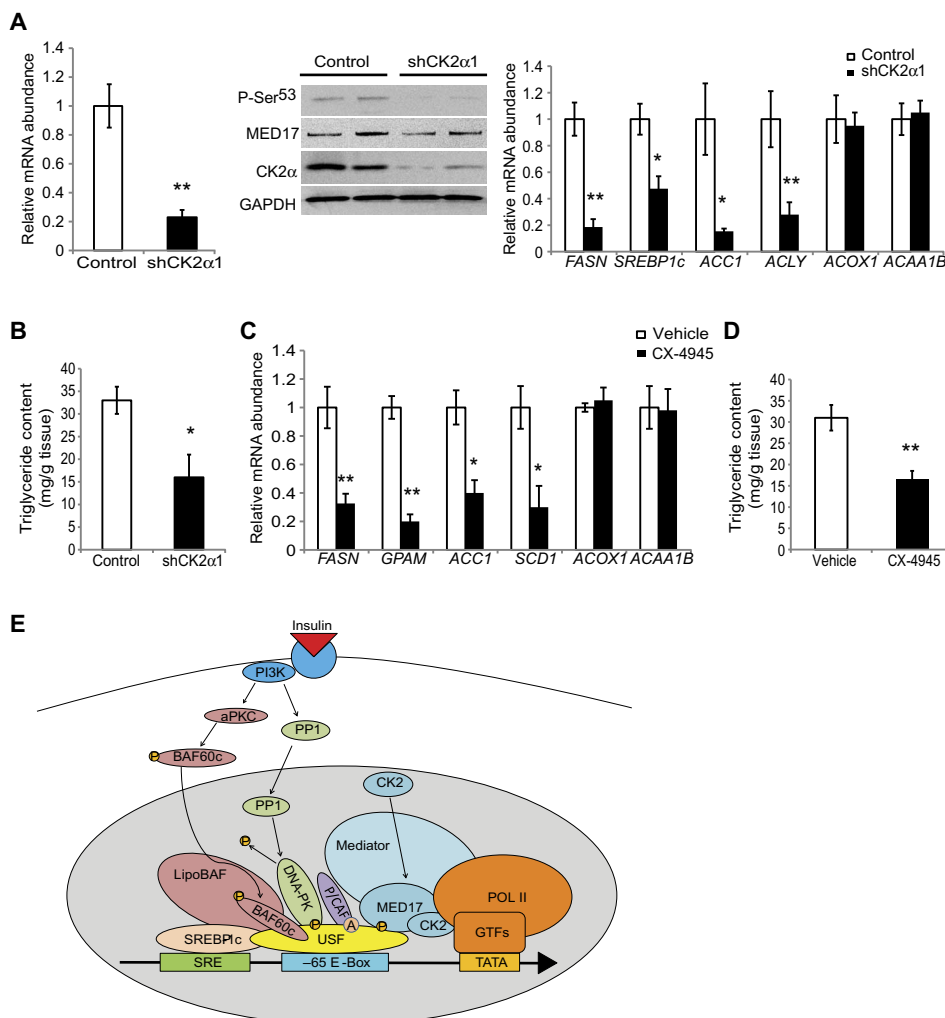 A
Relative mRNA abundance
1.4
1.2
1
0.8
0.6
0.4
0.2
0
**
Control
shCK2α1
Control
shCK2α1
P-Ser53
MED17
CK2α
GAPDH
Control
shCK2α1
Relative mRNA abundance
1.4
1.2
1
0.8
0.6
0.4
0.2
0
**
*
*
**
FASN
SREBP1c
ACC1
ACLY
ACOX1
ACAA1B
B
Triglyceride content
(mg/g tissue)
40
35
30
25
20
15
10
5
0
*
Control
shCK2α1
C
Vehicle
CX-4945
Relative mRNA abundance
1.4
1.2
1
0.8
0.6
0.4
0.2
0
**
**
*
*
FASN
GPAM
ACC1
SCD1
ACOX1
ACAA1B
D
Triglyceride content
(mg/g tissue)
40
35
30
25
20
15
10
5
0
**
Vehicle
CX-4945
E
Insulin
PI3K
aPKC
PP1
P
BAF60c
CK2
PP1
P
Mediator
LipoBAF
DNA-PK
P/CAF
P
BAF60c
MED17
POL II
P
A
P
CK2
GTFs
SREBP1c
USF
SRE
–65 E-Box
TATA